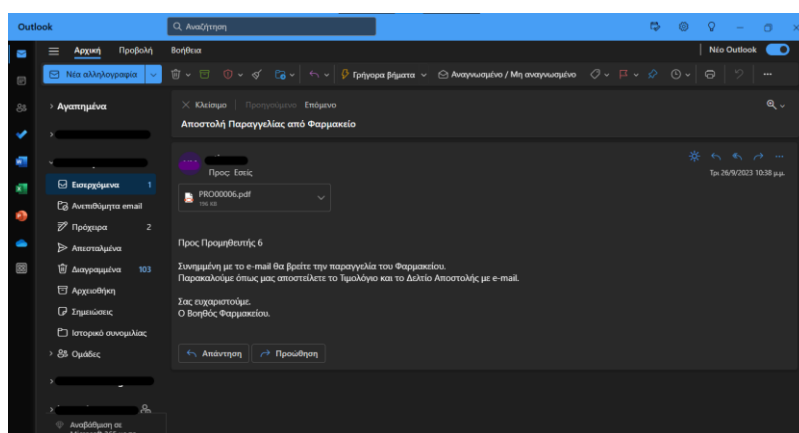 Outlook
Αναζήτηση
Αρχική
Προβολή
Βοήθεια
Νέο Outlook
Νέα αλληλογραφία
Γρήγορα βήματα
Αναγνωσμένο / Μη αναγνωσμένο
Αγαπημένα
Εισερχόμενα 1
Ανεπιθύμητα email
Πρόχειρα 2
Απεσταλμένα
Διαγραμμένα 103
Αρχειοθήκη
Σημειώσεις
Ιστορικό συνομιλίας
Ομάδες
Αναβάθμιση σε
Κλείσιμο
Προηγούμενο Επόμενο
Αποστολή Παραγγελίας από Φαρμακείο
Προς: Εσείς
Τρι 26/9/2023 10:38 μ.μ.
PRO00006.pdf
196 KB
Προς Προμηθευτής 6
Συνημμένη με το e-mail θα βρείτε την παραγγελία του Φαρμακείου.
Παρακαλούμε όπως μας αποστείλετε το Τιμολόγιο και το Δελτίο Αποστολής με e-mail.
Σας ευχαριστούμε.
Ο Βοηθός Φαρμακείου.
Απάντηση
Προώθηση